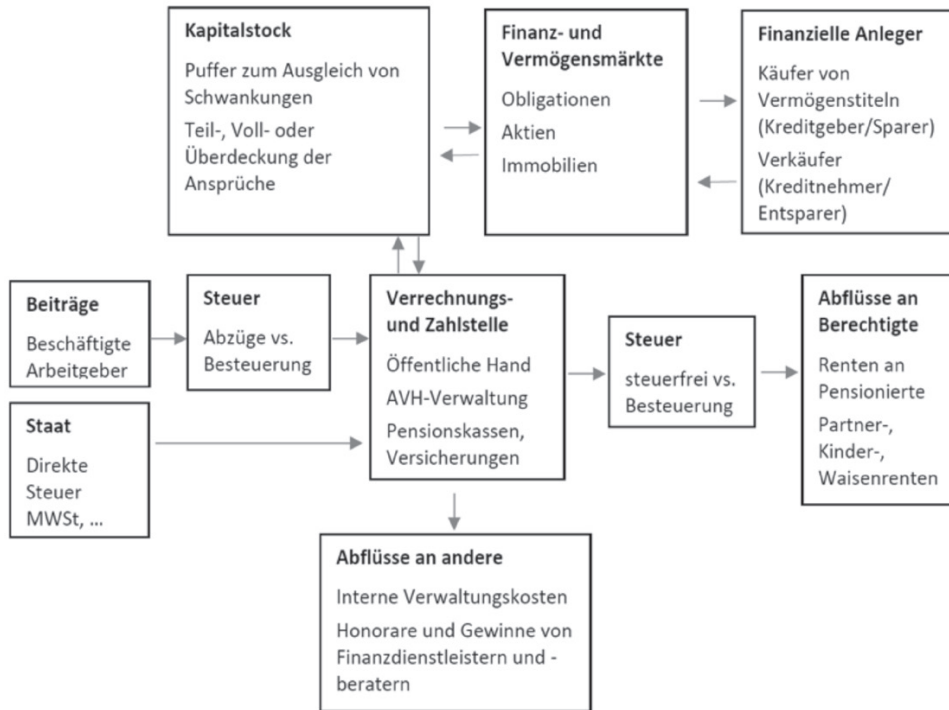 Kapitalstock
Puffer zum Ausgleich von
Schwankungen
Teil-, Voll- oder
Überdeckung der
Ansprüche
Finanz- und
Vermögensmärkte
Obligationen
Aktien
Immobilien
Finanzielle Anleger
Käufer von
Vermögenstiteln
(Kreditgeber/Sparer)
Verkäufer
(Kreditnehmer/
Entsparer)
Beiträge
Beschäftigte
Arbeitgeber
Steuer
Abzüge vs.
Besteuerung
Verrechnungs-
und Zahlstelle
Öffentliche Hand
AVH-Verwaltung
Pensionskassen,
Versicherungen
Steuer
steuerfrei vs.
Besteuerung
Abflüsse an
Berechtigte
Renten an
Pensionierte
Partner-,
Kinder-,
Waisenrenten
Staat
Direkte
Steuer
MWSt, ...
Abflüsse an andere
Interne Verwaltungskosten
Honorare und Gewinne von
Finanzdienstleistern und -
beratern